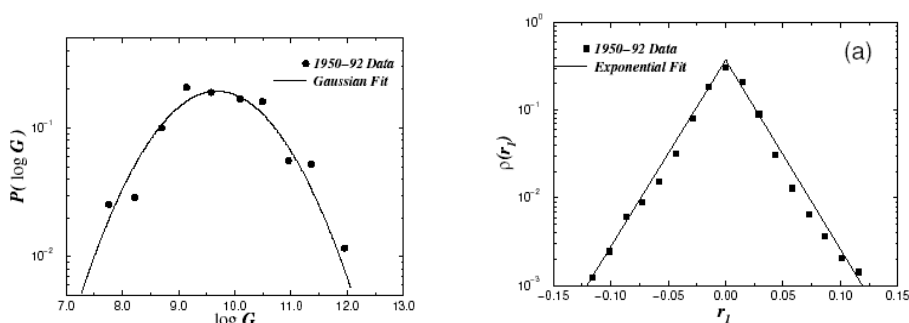 10⁻¹
10⁻²
P( log G )
1950−92 Data
Gaussian Fit
7.0 8.0 9.0 10.0 11.0 12.0 13.0
log G
10⁰
10⁻¹
10⁻²
10⁻³
ρ(r₁)
1950−92 Data
Exponential Fit
(a)
−0.15 −0.10 −0.05 0.00 0.05 0.10 0.15
r₁